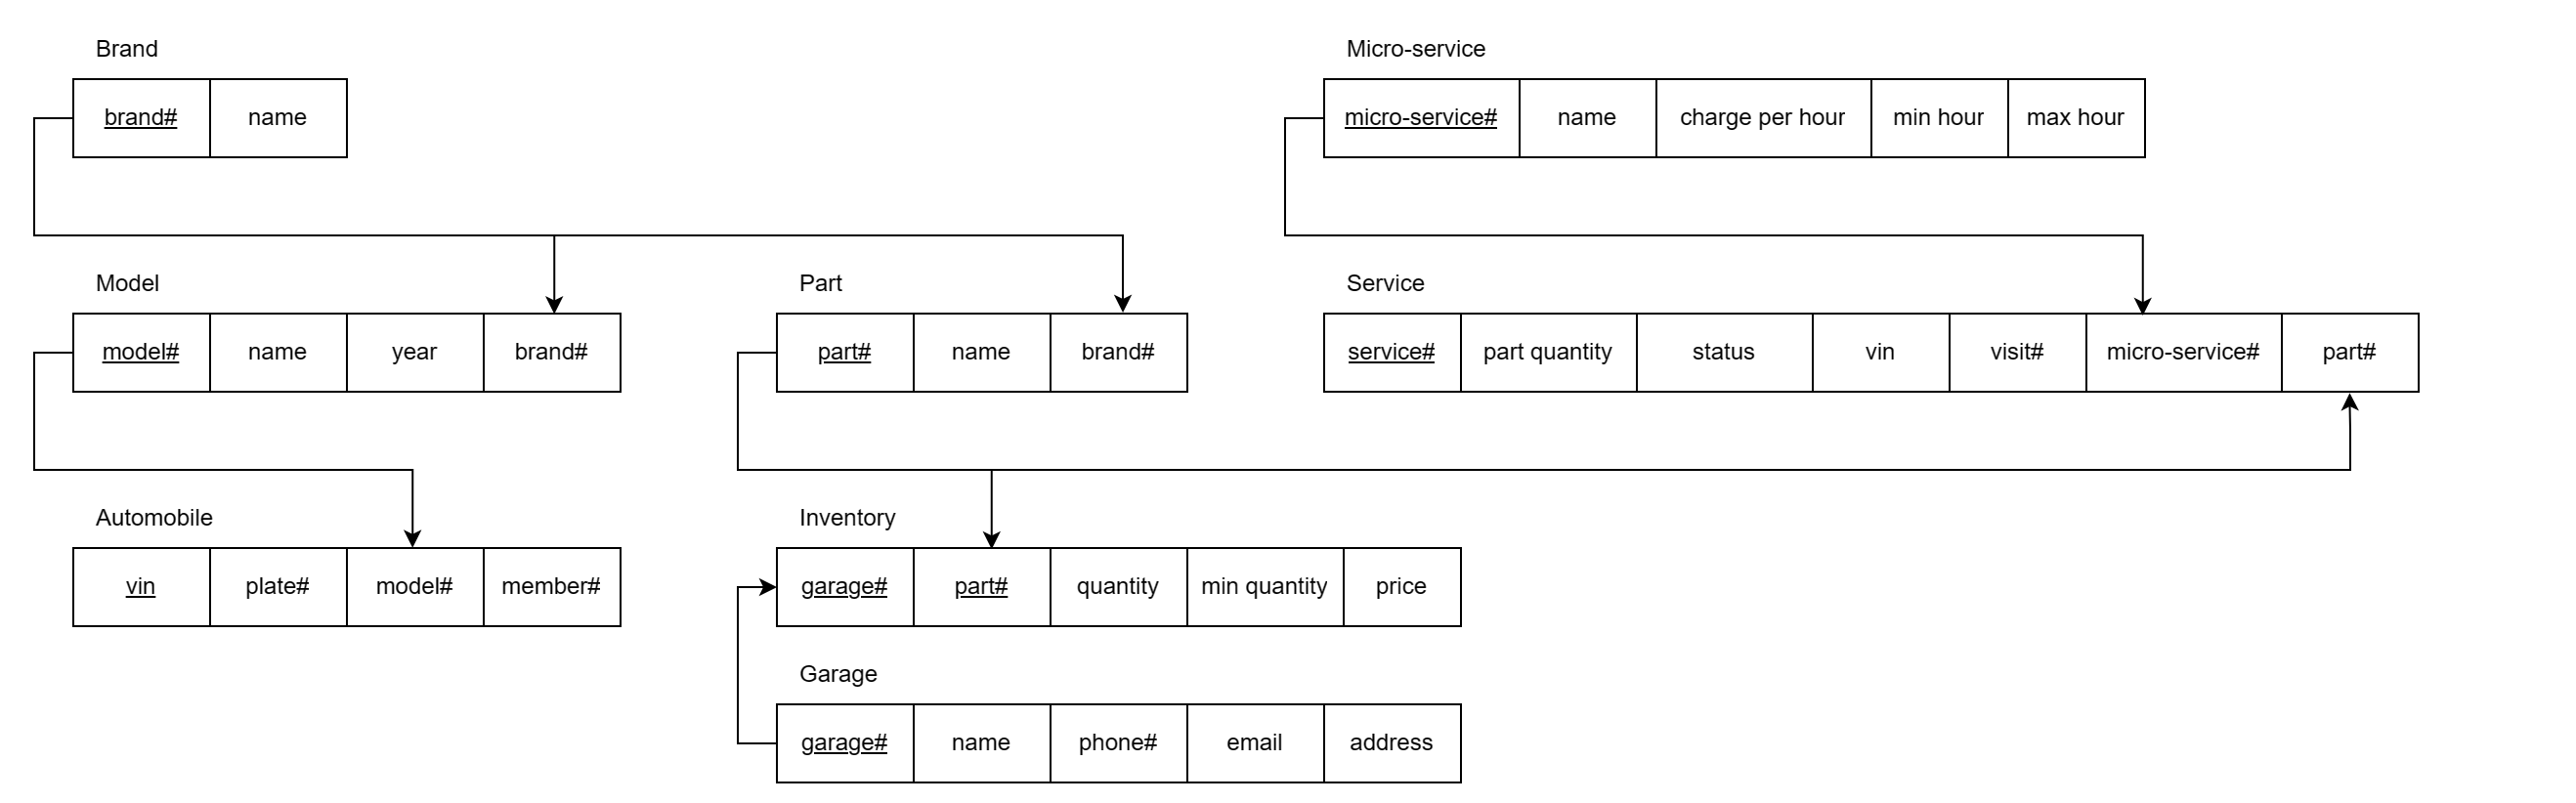 Brand
brand# name
Micro-service
micro-service# name charge per hour min hour max hour
Model
model# name year brand#
Part
part# name brand#
Service
service# part quantity status vin visit# micro-service# part#
Automobile
vin plate# model# member#
Inventory
garage# part# quantity min quantity price
Garage
garage# name phone# email address